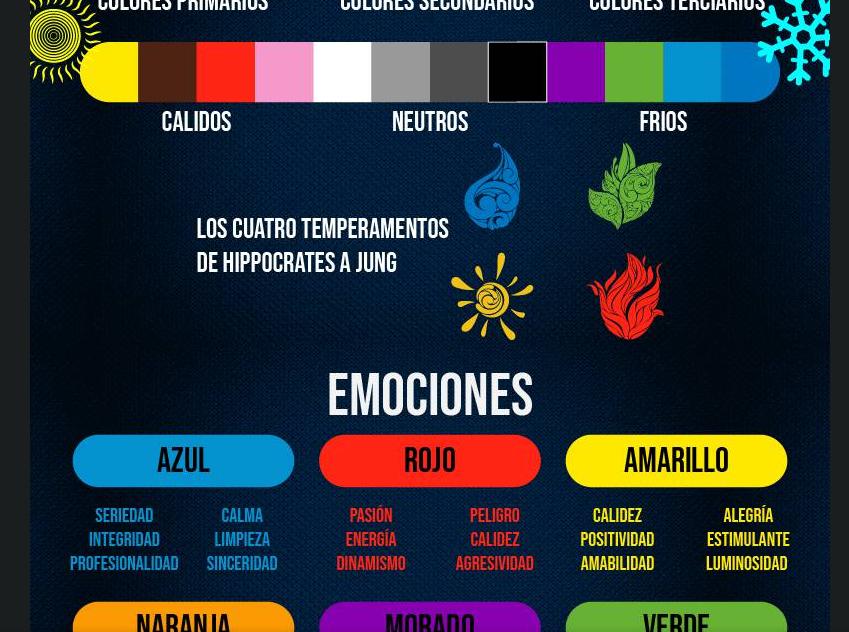 COLORES PRIMARIOS
COLORES SECUNDARIOS
COLORES TERCIARIOS
CALIDOS
NEUTROS
FRIOS
LOS CUATRO TEMPERAMENTOS
DE HIPPOCRATES A JUNG
EMOCIONES
AZUL
ROJO
AMARILLO
SERIEDAD
CALMA
PASIÓN
PELIGRO
CALIDEZ
ALEGRÍA
INTEGRIDAD
LIMPIEZA
ENERGÍA
CALIDEZ
POSITIVIDAD
ESTIMULANTE
PROFESIONALIDAD
SINCERIDAD
DINAMISMO
AGRESIVIDAD
AMABILIDAD
LUMINOSIDAD
NARANJA
MORADO
VERDE